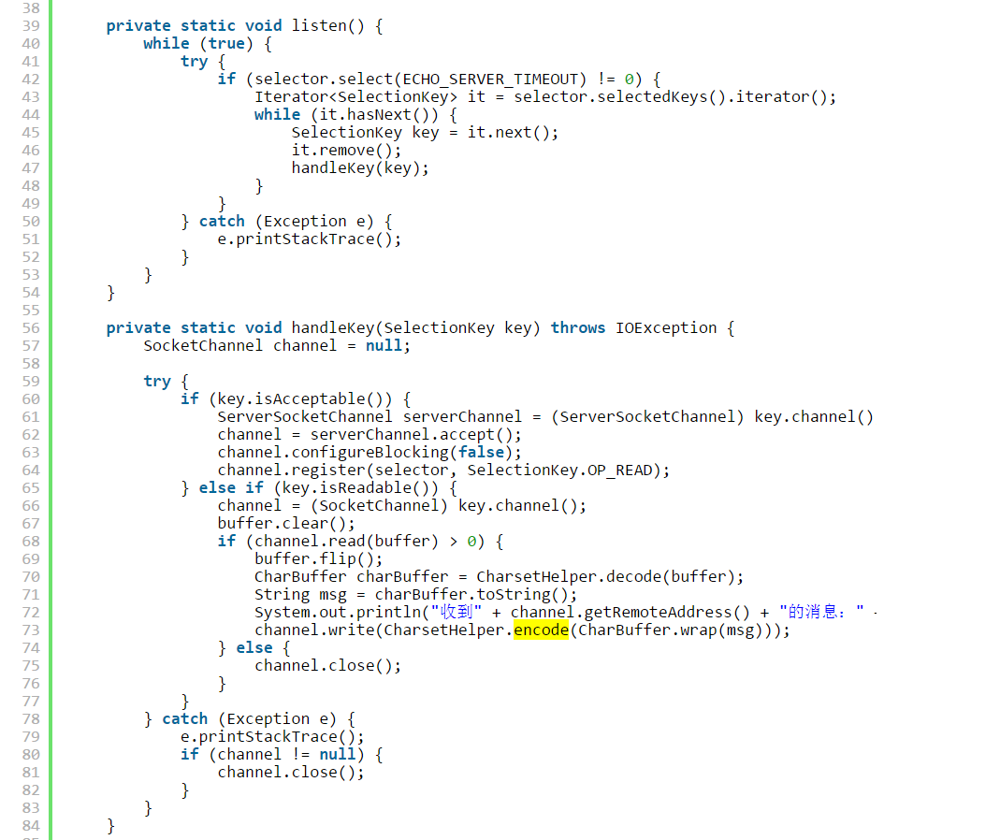 38
39 private static void listen() {
40 while (true) {
41 try {
42 if (selector.select(ECHO_SERVER_TIMEOUT) != 0) {
43 Iterator<SelectionKey> it = selector.selectedKeys().iterator();
44 while (it.hasNext()) {
45 SelectionKey key = it.next();
46 it.remove();
47 handleKey(key);
48 }
49 }
50 } catch (Exception e) {
51 e.printStackTrace();
52 }
53 }
54 }
55
56 private static void handleKey(SelectionKey key) throws IOException {
57 SocketChannel channel = null;
58
59 try {
60 if (key.isAcceptable()) {
61 ServerSocketChannel serverChannel = (ServerSocketChannel) key.channel()
62 channel = serverChannel.accept();
63 channel.configureBlocking(false);
64 channel.register(selector, SelectionKey.OP_READ);
65 } else if (key.isReadable()) {
66 channel = (SocketChannel) key.channel();
67 buffer.clear();
68 if (channel.read(buffer) > 0) {
69 buffer.flip();
70 CharBuffer charBuffer = CharsetHelper.decode(buffer);
71 String msg = charBuffer.toString();
72 System.out.println("收到" + channel.getRemoteAddress() + "的消息："
73 channel.write(CharsetHelper.encode(CharBuffer.wrap(msg)));
74 } else {
75 channel.close();
76 }
77 }
78 } catch (Exception e) {
79 e.printStackTrace();
80 if (channel != null) {
81 channel.close();
82 }
83 }
84 }